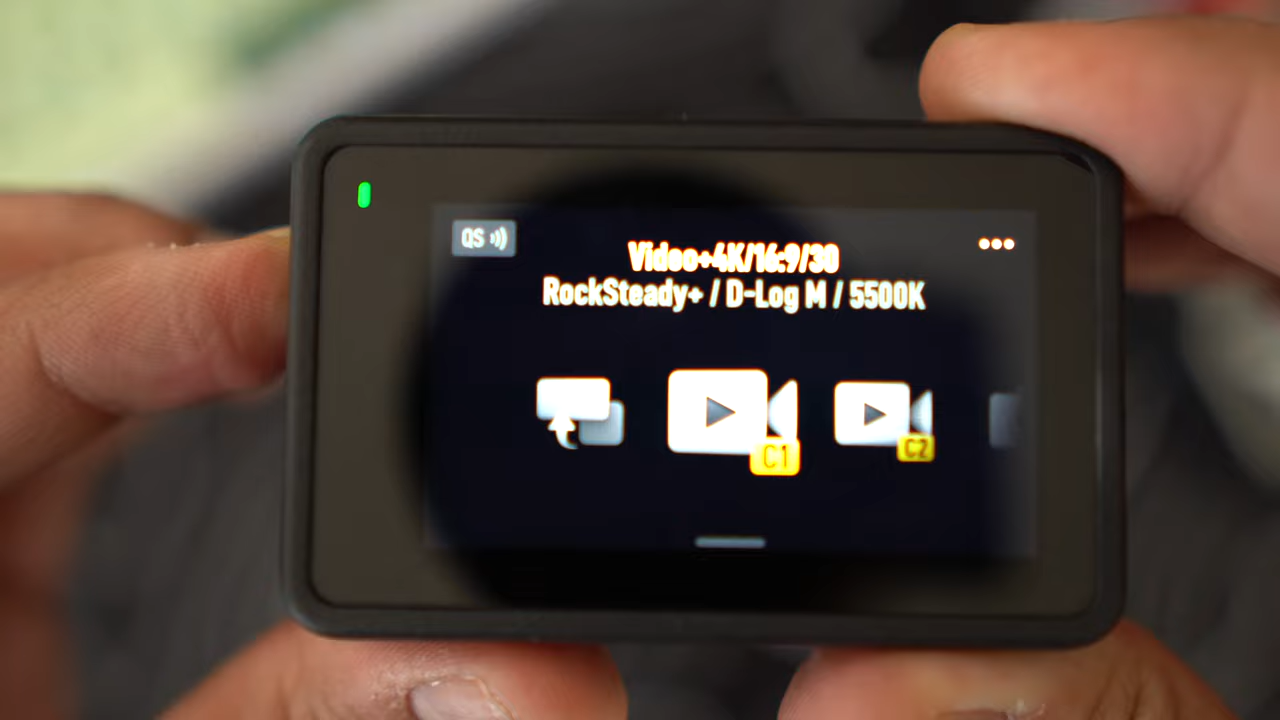 QS
Video+4K/16:9/30
RockSteady+ / D-Log M / 5500K
C1
C2